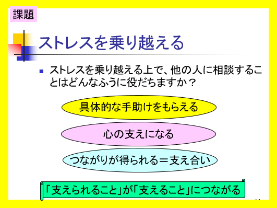 課題
ストレスを乗り越える
ストレスを乗り越える上で、他の人に相談するこ
とはどんなふうに役だちますか?
具体的な手助けをもらえる
心の支えになる
つながりが得られる=支え合い
「支えられること」が「支えること」につながる